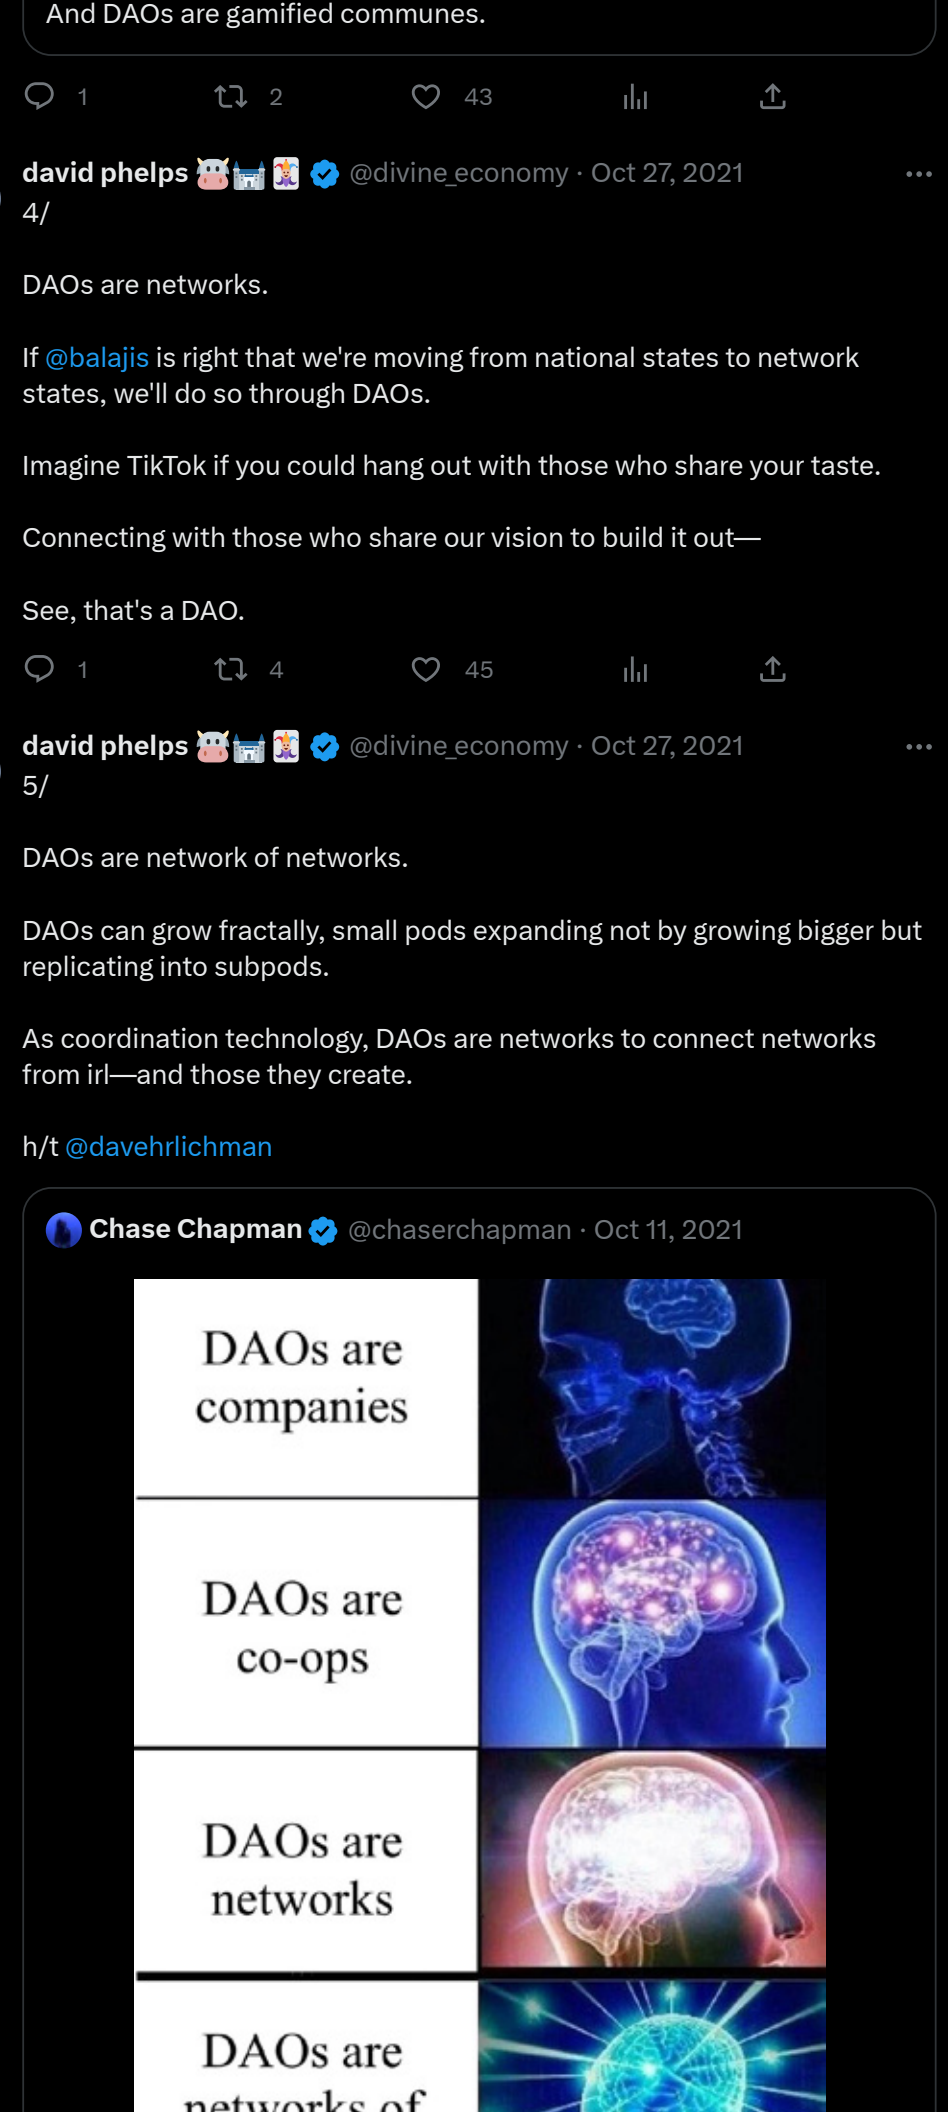 And DAOs are gamified communes.
1 2 43
david phelps 🐮🏰🃏 @divine_economy · Oct 27, 2021
4/
DAOs are networks.
If @balajis is right that we're moving from national states to network
states, we'll do so through DAOs.
Imagine TikTok if you could hang out with those who share your taste.
Connecting with those who share our vision to build it out—
See, that's a DAO.
1 4 45
david phelps 🐮🏰🃏 @divine_economy · Oct 27, 2021
5/
DAOs are network of networks.
DAOs can grow fractally, small pods expanding not by growing bigger but
replicating into subpods.
As coordination technology, DAOs are networks to connect networks
from irl—and those they create.
h/t @davehrlichman
Chase Chapman @chaserchapman · Oct 11, 2021
DAOs are
companies
DAOs are
co-ops
DAOs are
networks
DAOs are
networks of